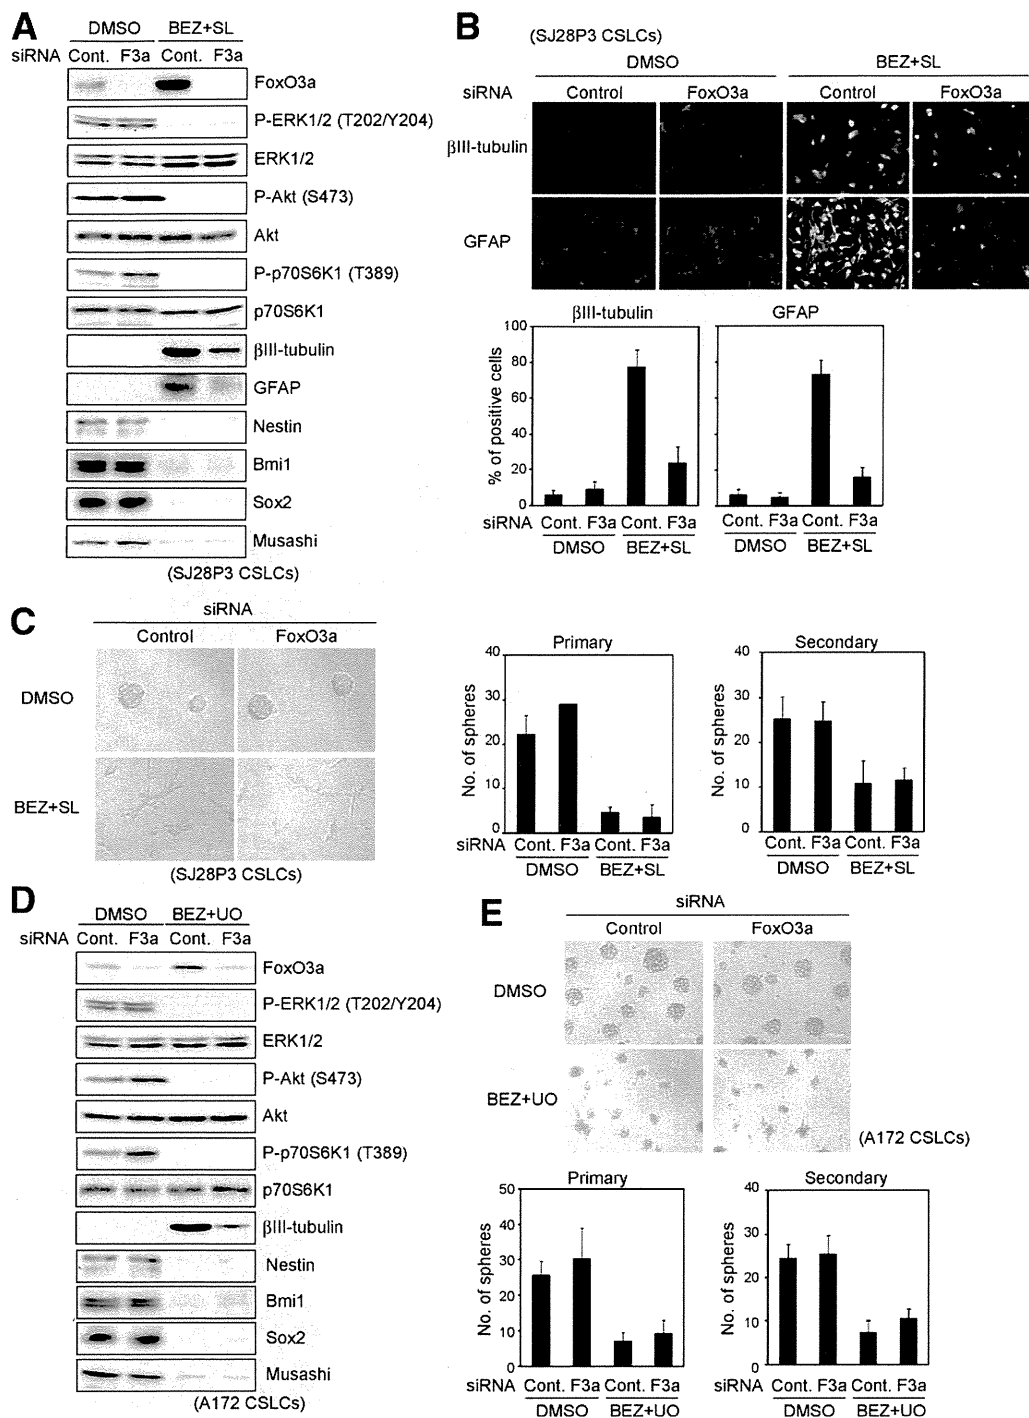 A
DMSO BEZ+SL
siRNA Cont. F3a Cont. F3a
FoxO3a
P-ERK1/2 (T202/Y204)
ERK1/2
P-Akt (S473)
Akt
P-p70S6K1 (T389)
p70S6K1
βIII-tubulin
GFAP
Nestin
Bmi1
Sox2
Musashi
(SJ28P3 CSLCs)
B
(SJ28P3 CSLCs)
DMSO BEZ+SL
siRNA Control FoxO3a Control FoxO3a
βIII-tubulin
GFAP
βIII-tubulin GFAP
% of positive cells
100
80
60
40
20
0
siRNA Cont. F3a Cont. F3a Cont. F3a Cont. F3a
DMSO BEZ+SL DMSO BEZ+SL
C
siRNA
Control FoxO3a
DMSO
BEZ+SL
(SJ28P3 CSLCs)
Primary
No. of spheres
40
30
20
10
0
siRNA Cont. F3a Cont. F3a
DMSO BEZ+SL
Secondary
No. of spheres
40
30
20
10
0
Cont. F3a Cont. F3a
DMSO BEZ+SL
D
DMSO BEZ+UO
siRNA Cont. F3a Cont. F3a
FoxO3a
P-ERK1/2 (T202/Y204)
ERK1/2
P-Akt (S473)
Akt
P-p70S6K1 (T389)
p70S6K1
βIII-tubulin
Nestin
Bmi1
Sox2
Musashi
(A172 CSLCs)
E
siRNA
Control FoxO3a
DMSO
BEZ+UO
(A172 CSLCs)
Primary
No. of spheres
50
40
30
20
10
0
siRNA Cont. F3a Cont. F3a
DMSO BEZ+UO
Secondary
No. of spheres
40
30
20
10
0
siRNA Cont. F3a Cont. F3a
DMSO BEZ+UO